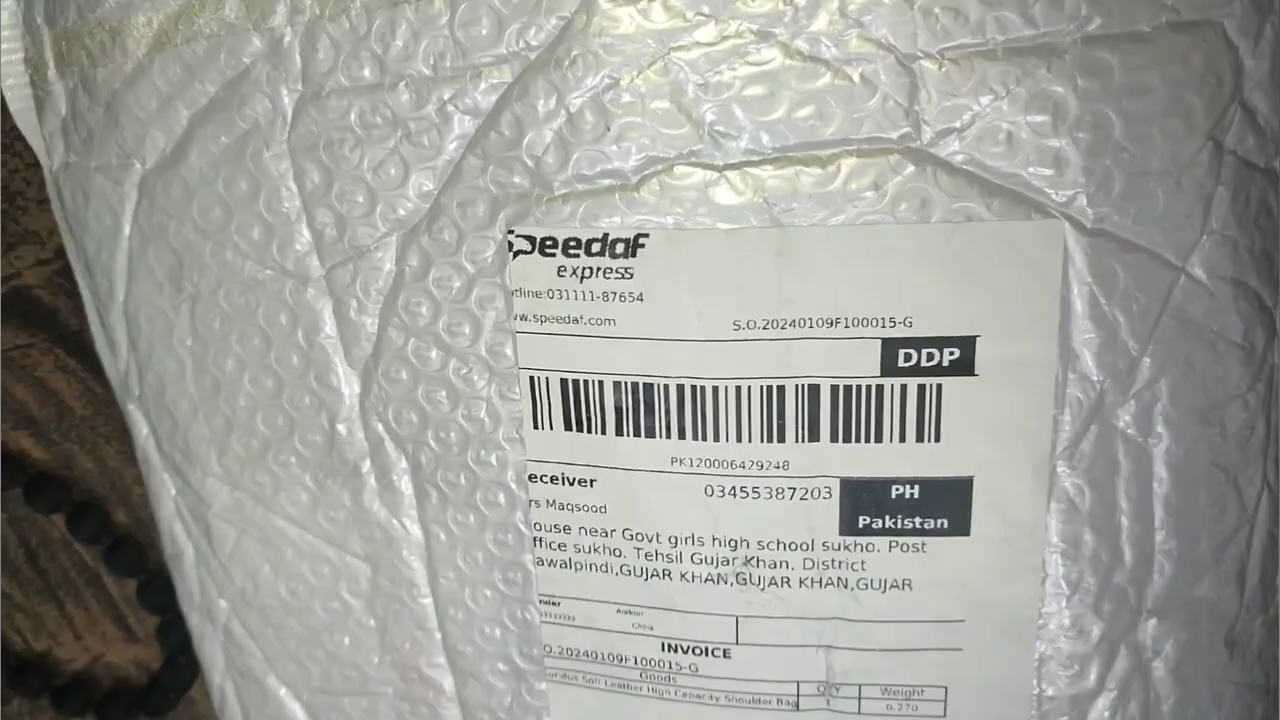 Speedaf
express
tline:031111-87654
w.speedaf.com
S.O.20240109F100015-G
DDP
PK120006429248
eceiver
03455387203
PH
Pakistan
rs Maqsood
ouse near Govt girls high school sukho. Post
ffice sukho. Tehsil Gujar Khan. District
awalpindi,GUJAR KHAN,GUJAR KHAN,GUJAR
nder
China
INVOICE
O.20240109F100015-G
Goods
QTY
Weight
Soft Leather High Capacity Shoulder Bag
1
0.270